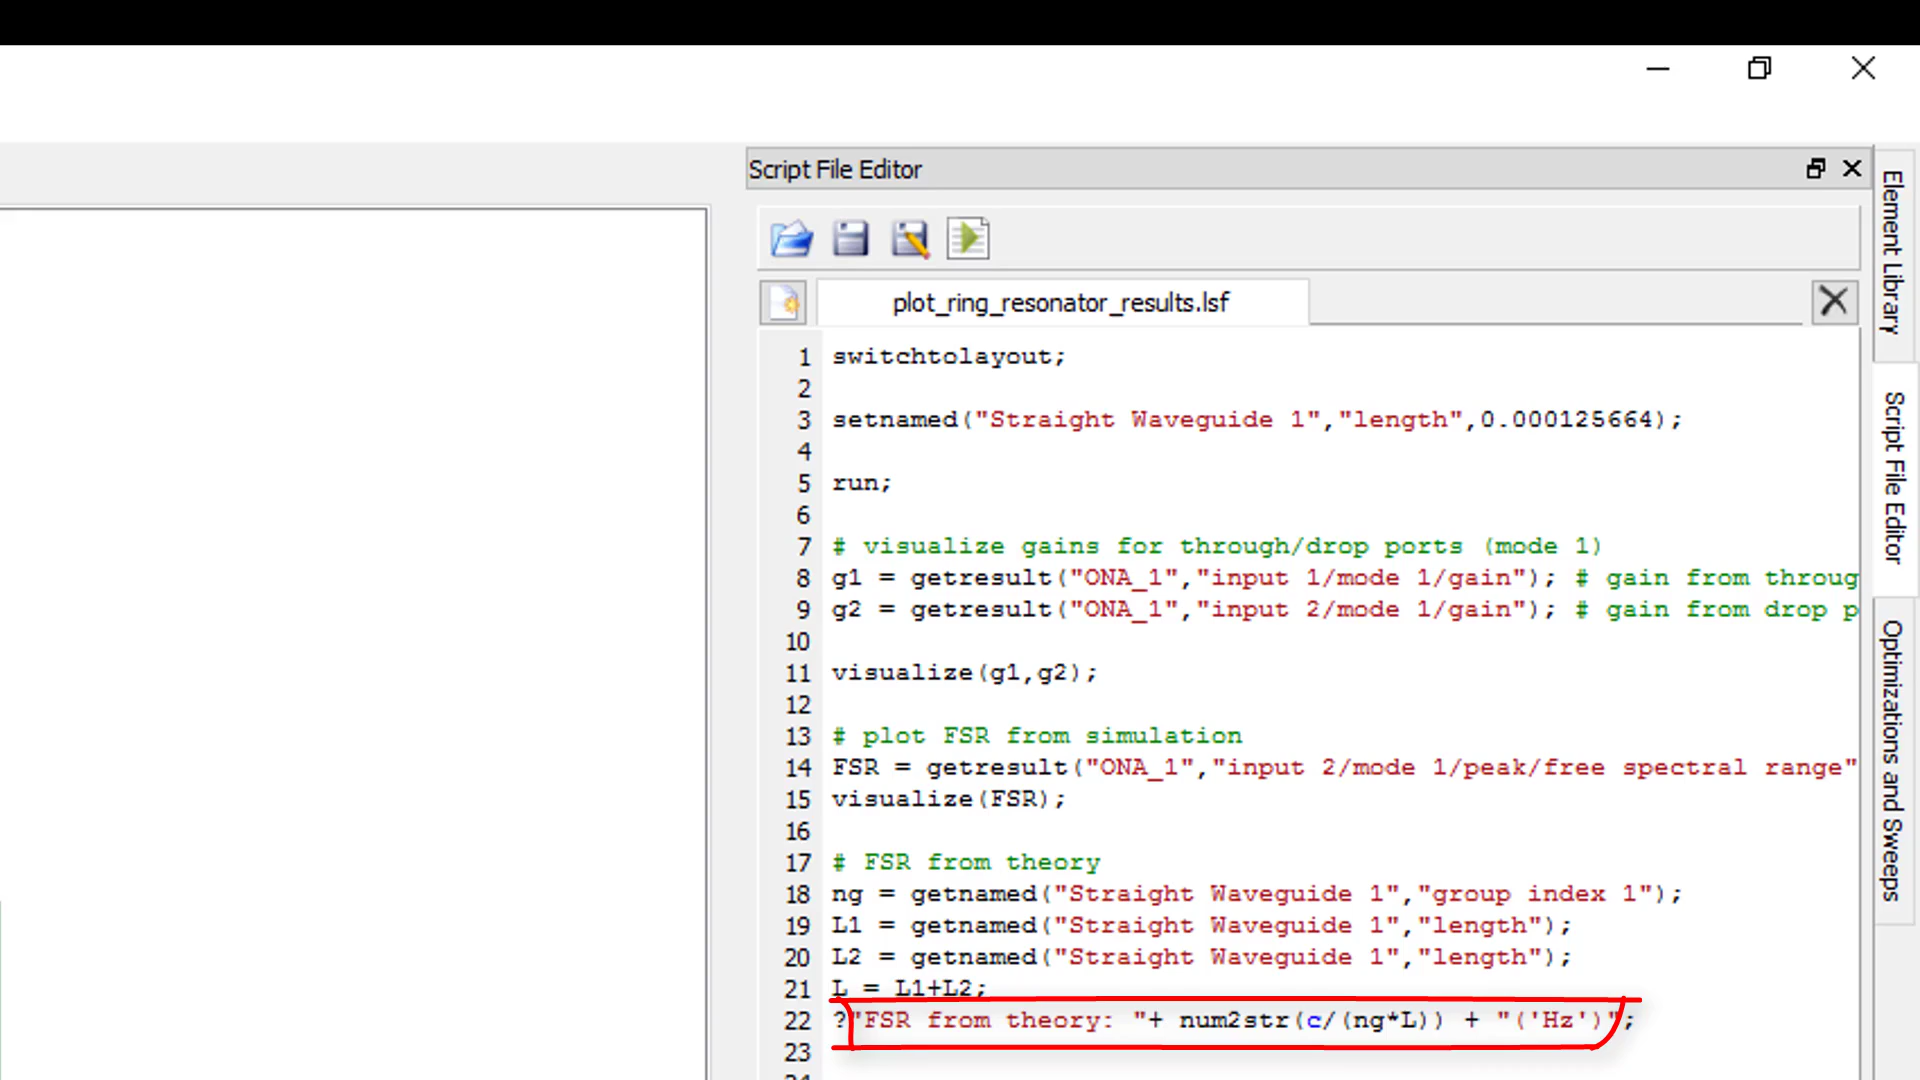 Script File Editor
plot_ring_resonator_results.lsf
1 switchtolayout;
2
3 setnamed("Straight Waveguide 1","length",0.000125664);
4
5 run;
6
7 # visualize gains for through/drop ports (mode 1)
8 g1 = getresult("ONA_1","input 1/mode 1/gain"); # gain from throug
9 g2 = getresult("ONA_1","input 2/mode 1/gain"); # gain from drop p
10
11 visualize(g1,g2);
12
13 # plot FSR from simulation
14 FSR = getresult("ONA_1","input 2/mode 1/peak/free spectral range"
15 visualize(FSR);
16
17 # FSR from theory
18 ng = getnamed("Straight Waveguide 1","group index 1");
19 L1 = getnamed("Straight Waveguide 1","length");
20 L2 = getnamed("Straight Waveguide 1","length");
21 L = L1+L2;
22 ?"FSR from theory: "+ num2str(c/(ng*L)) + "('Hz')";
23
Element Library
Script File Editor
Optimizations and Sweeps